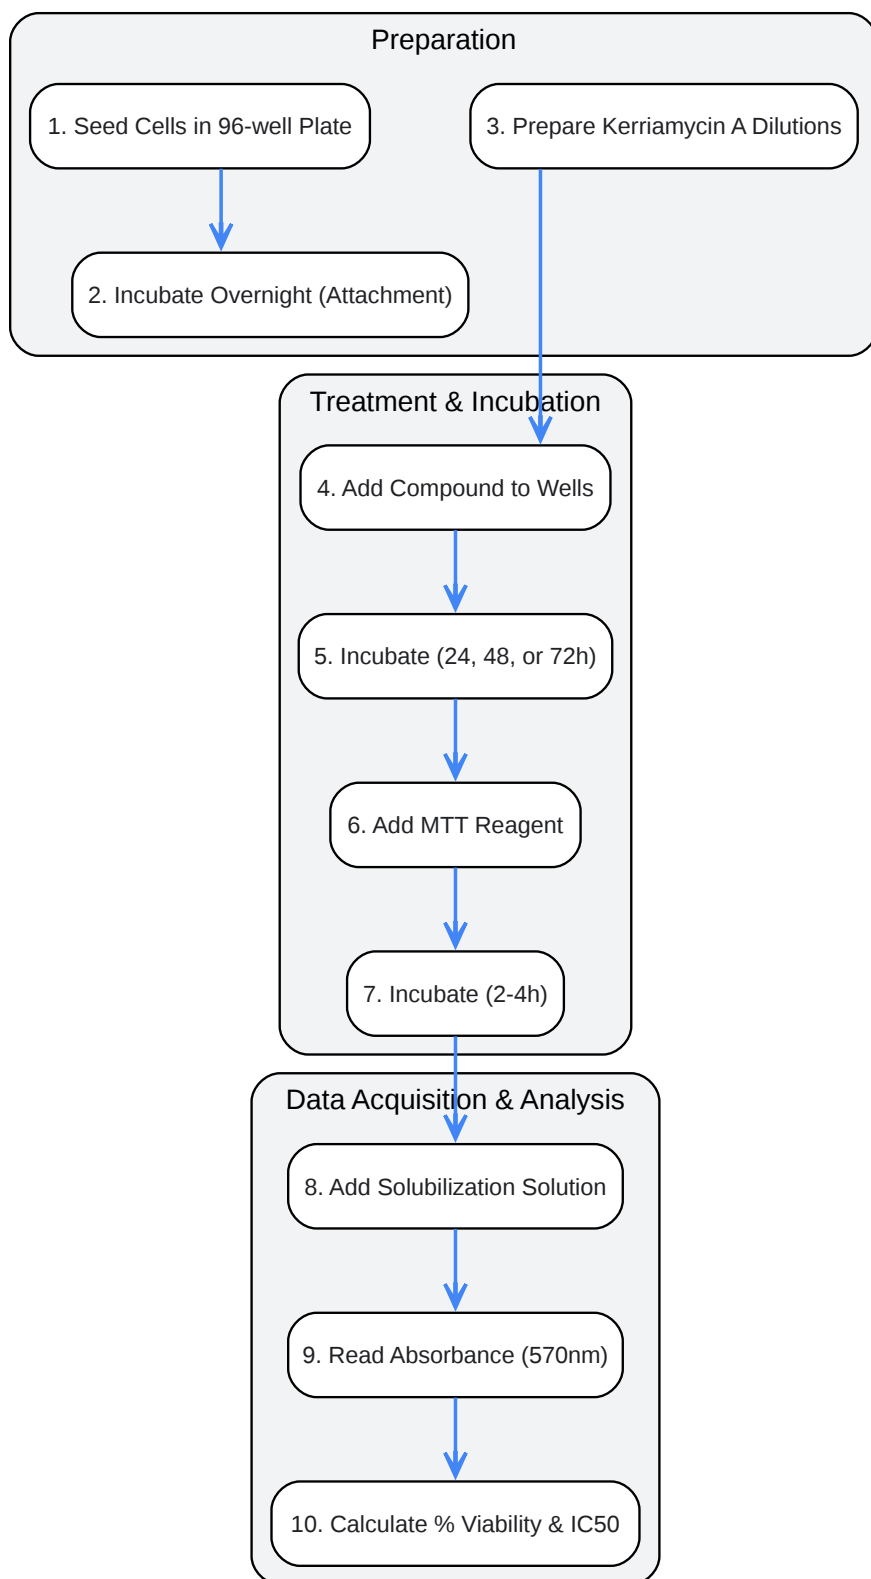 Preparation
1. Seed Cells in 96-well Plate
3. Prepare Kerriamycin A Dilutions
2. Incubate Overnight (Attachment)
Treatment & Incubation
4. Add Compound to Wells
5. Incubate (24, 48, or 72h)
6. Add MTT Reagent
7. Incubate (2-4h)
Data Acquisition & Analysis
8. Add Solubilization Solution
9. Read Absorbance (570nm)
10. Calculate % Viability & IC50